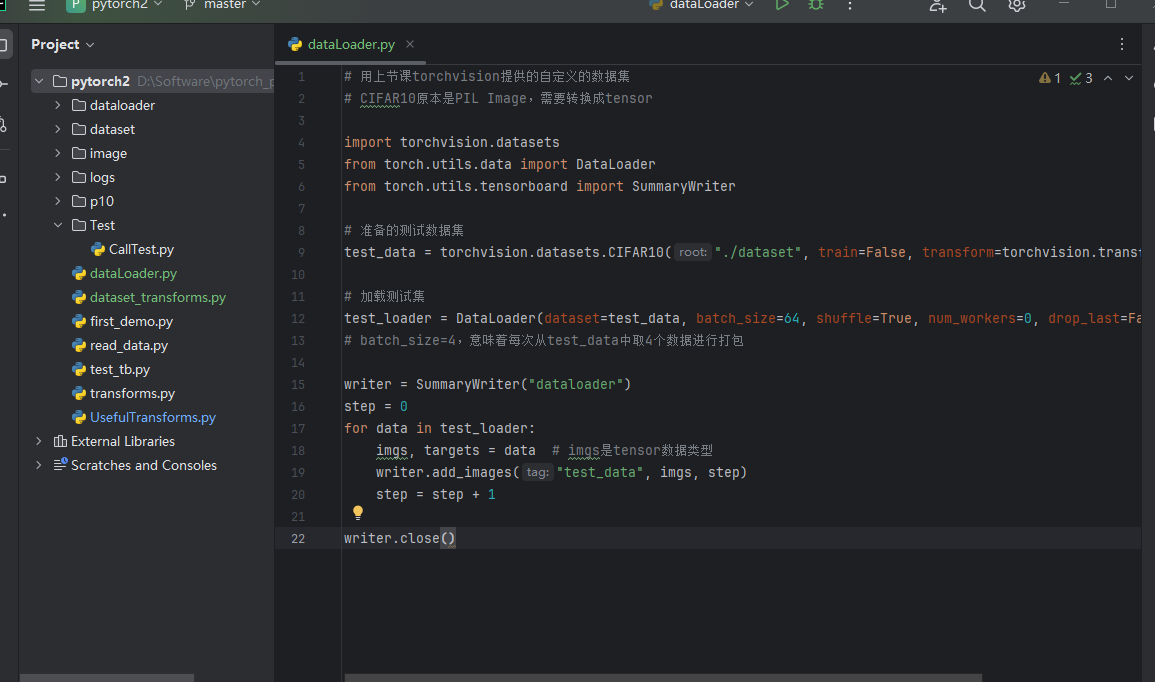 P pytorch2 master dataLoader
Project
dataLoader.py
pytorch2 D:\Software\pytorch_p
dataloader
dataset
image
logs
p10
Test
CallTest.py
dataLoader.py
dataset_transforms.py
first_demo.py
read_data.py
test_tb.py
transforms.py
UsefulTransforms.py
External Libraries
Scratches and Consoles
1 3
1 # 用上节课torchvision提供的自定义的数据集
2 # CIFAR10原本是PIL Image，需要转换成tensor
3
4 import torchvision.datasets
5 from torch.utils.data import DataLoader
6 from torch.utils.tensorboard import SummaryWriter
7
8 # 准备的测试数据集
9 test_data = torchvision.datasets.CIFAR10( root: "./dataset", train=False, transform=torchvision.trans
10
11 # 加载测试集
12 test_loader = DataLoader(dataset=test_data, batch_size=64, shuffle=True, num_workers=0, drop_last=Fa
13 # batch_size=4，意味着每次从test_data中取4个数据进行打包
14
15 writer = SummaryWriter("dataloader")
16 step = 0
17 for data in test_loader:
18 imgs, targets = data # imgs是tensor数据类型
19 writer.add_images( tag: "test_data", imgs, step)
20 step = step + 1
21
22 writer.close()